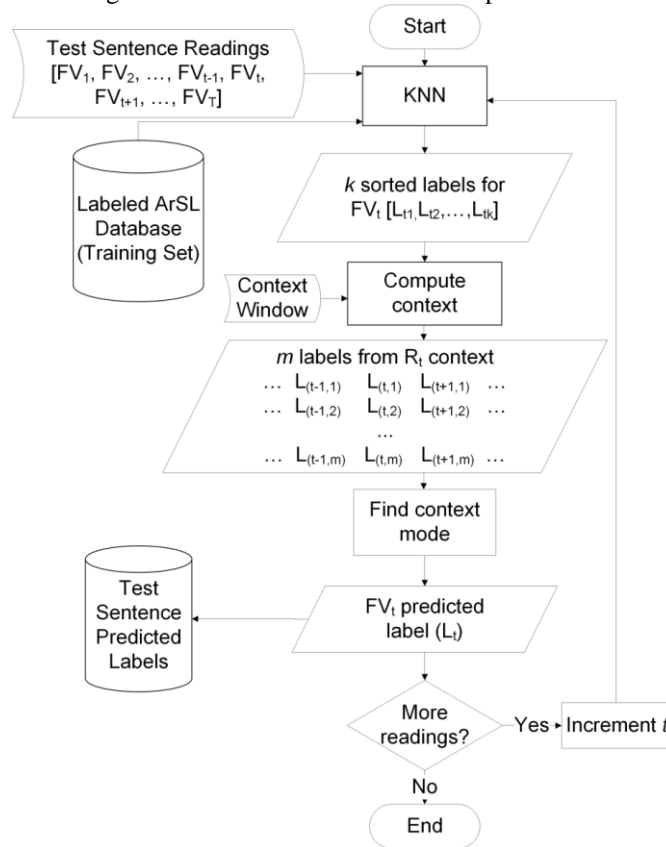 Start
Test Sentence Readings
[FV₁, FV₂, …, FVₜ₋₁, FVₜ,
FVₜ₊₁, …, FV_T]
KNN
Labeled ArSL
Database
(Training Set)
k sorted labels for
FVₜ [Lₜ₁,Lₜ₂,…,Lₜₖ]
Context
Window
Compute
context
m labels from Rₜ context
… L(t-1,1) L(t,1) L(t+1,1) …
… L(t-1,2) L(t,2) L(t+1,2) …
…
… L(t-1,m) L(t,m) L(t+1,m) …
Find context
mode
FVₜ predicted
label (Lₜ)
Test
Sentence
Predicted
Labels
More
readings?
Yes
Increment t
No
End